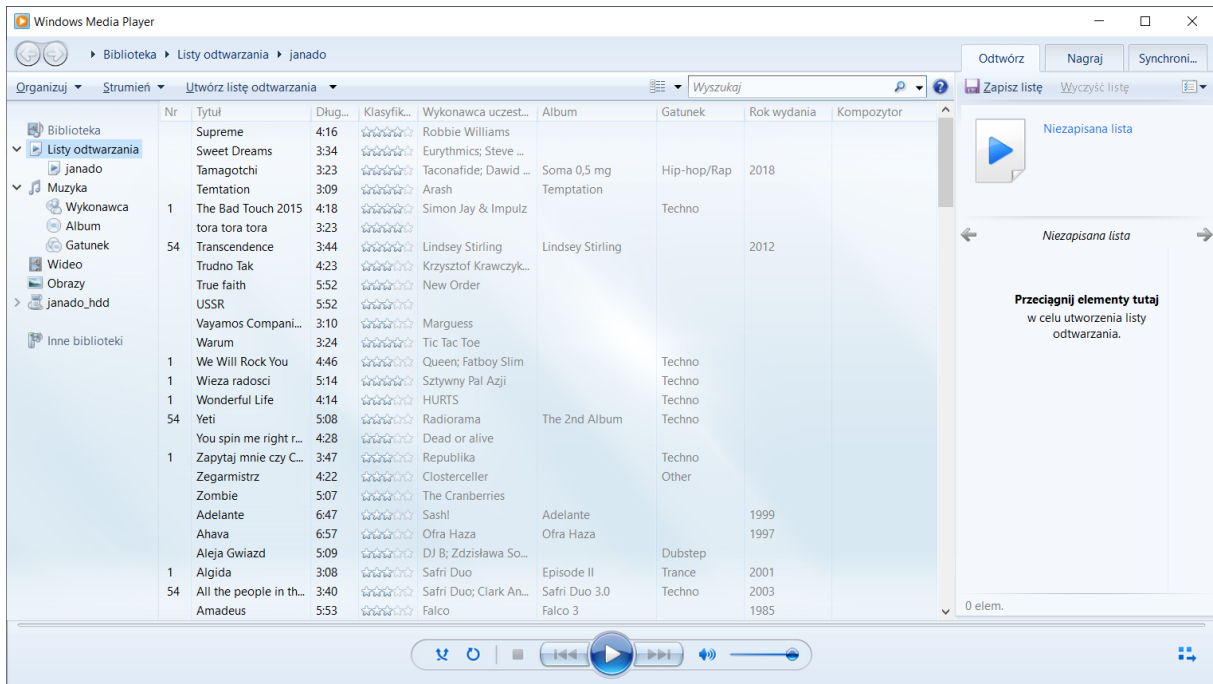 Windows Media Player
Biblioteka Listy odtwarzania janado
Odtwórz Nagraj Synchroni...
Organizuj Strumień Utwórz listę odtwarzania Wyszukaj Zapisz listę Wyczyść listę
Nr Tytuł Dług... Klasyfik... Wykonawca uczest... Album Gatunek Rok wydania Kompozytor
Biblioteka
Listy odtwarzania
janado
Muzyka
Wykonawca
Album
Gatunek
Wideo
Obrazy
janado_hdd
Inne biblioteki
Supreme 4:16 Robbie Williams
Sweet Dreams 3:34 Eurythmics; Steve ...
Tamagotchi 3:23 Taconafide; Dawid ... Soma 0,5 mg Hip-hop/Rap 2018
Temtation 3:09 Arash Temptation
1 The Bad Touch 2015 4:18 Simon Jay & Impulz Techno
tora tora tora 3:23
54 Transcendence 3:44 Lindsey Stirling Lindsey Stirling 2012
Trudno Tak 4:23 Krzysztof Krawczyk...
True faith 5:52 New Order
USSR 5:52
Vayamos Compani... 3:10 Marguess
Warum 3:24 Tic Tac Toe
1 We Will Rock You 4:46 Queen; Fatboy Slim Techno
1 Wieza radosci 5:14 Sztywny Pal Azji Techno
1 Wonderful Life 4:14 HURTS Techno
54 Yeti 5:08 Radiorama The 2nd Album Techno
You spin me right r... 4:28 Dead or alive
1 Zapytaj mnie czy C... 3:47 Republika Techno
Zegarmistrz 4:22 Closterceller Other
Zombie 5:07 The Cranberries
Adelante 6:47 Sash! Adelante 1999
Ahava 6:57 Ofra Haza Ofra Haza 1997
Aleja Gwiazd 5:09 DJ B; Zdzisława So... Dubstep
1 Algida 3:08 Safri Duo Episode II Trance 2001
54 All the people in th... 3:40 Safri Duo; Clark An... Safri Duo 3.0 Techno 2003
Amadeus 5:53 Falco Falco 3 1985
Niezapisana lista
Niezapisana lista
Przeciągnij elementy tutaj
w celu utworzenia listy
odtwarzania.
0 elem.